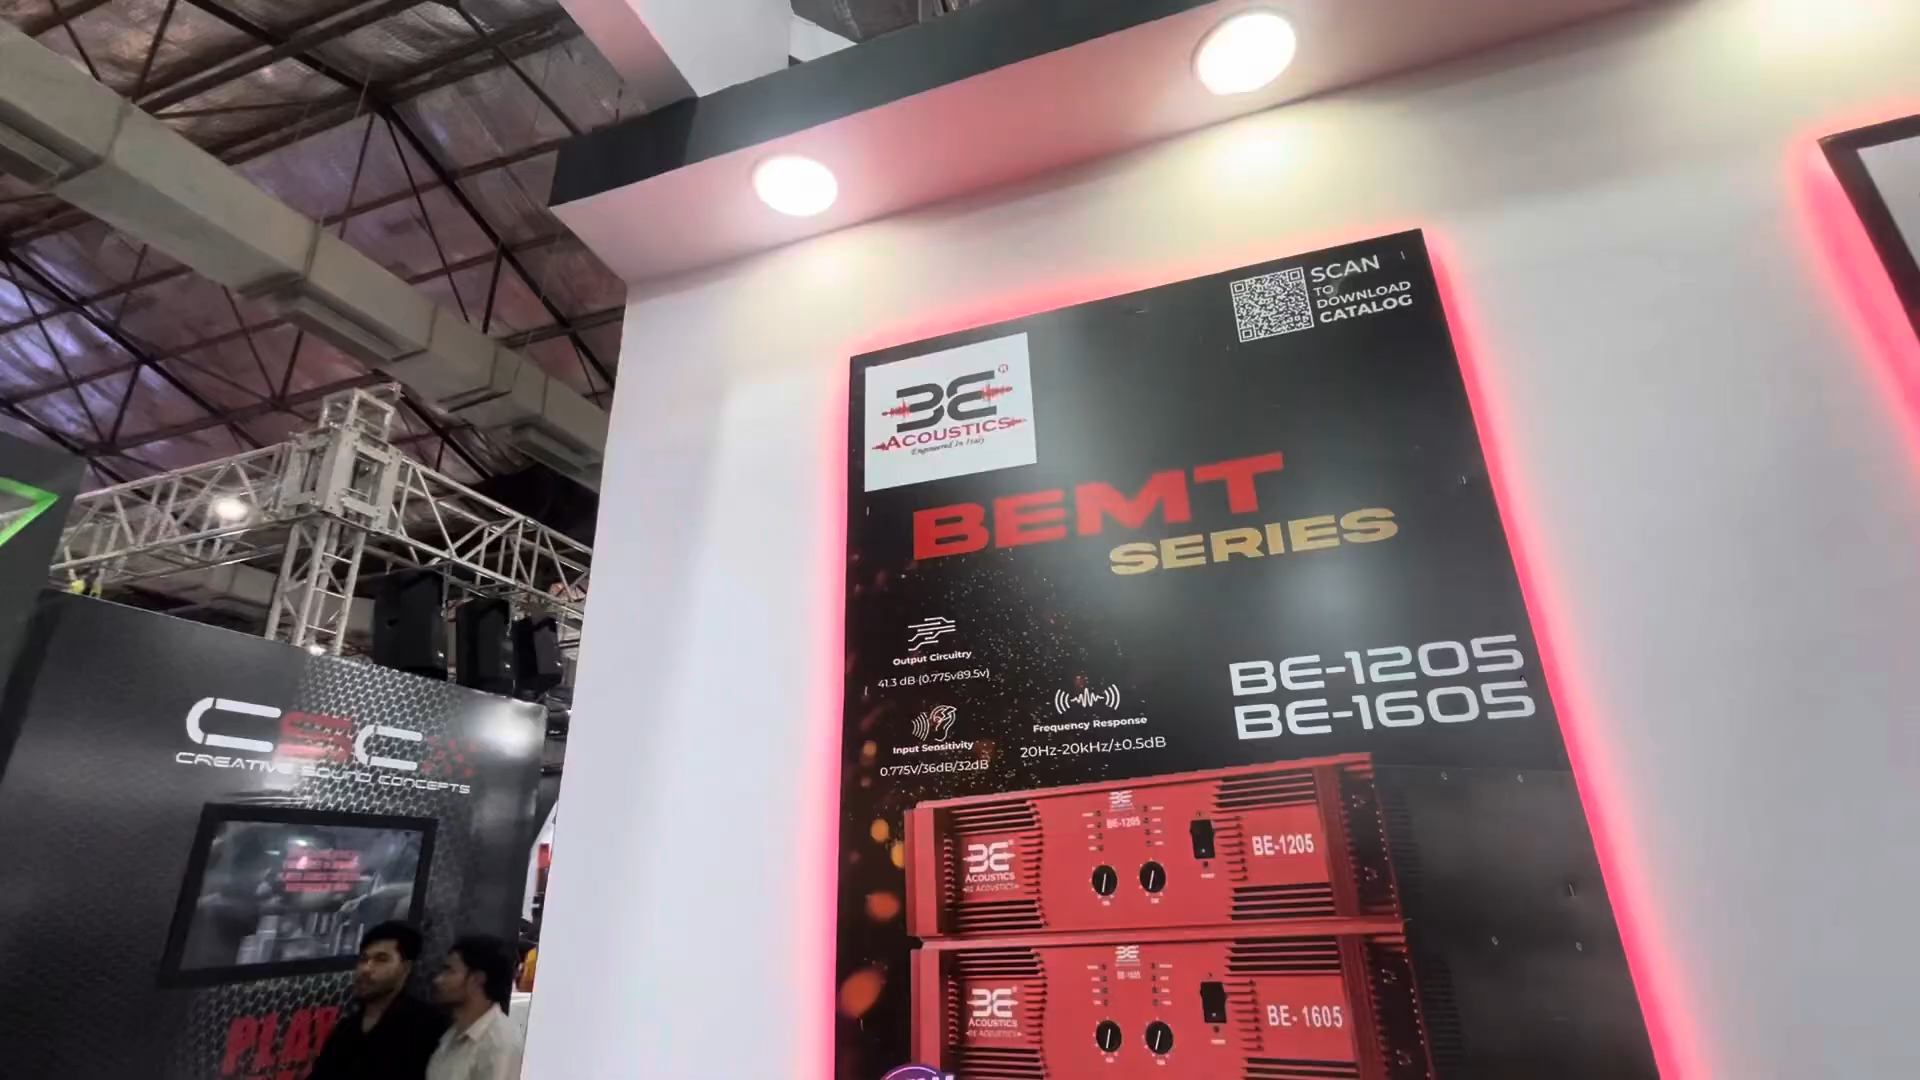 SCAN
TO
DOWNLOAD
CATALOG
BE
ACOUSTICS
Engineered In Italy
BEMT
SERIES
Output Circuitry
41.3 dB (0.775v89.5v)
Input Sensitivity
0.775V/36dB/32dB
Frequency Response
20Hz-20kHz/±0.5dB
BE-1205
BE-1605
BE-1205
BE
ACOUSTICS
BE ACOUSTICS
BE-1205
BE-1605
BE
ACOUSTICS
BE ACOUSTICS
BE-1605
CSC
CREATIVE SOUND CONCEPTS
PLAY